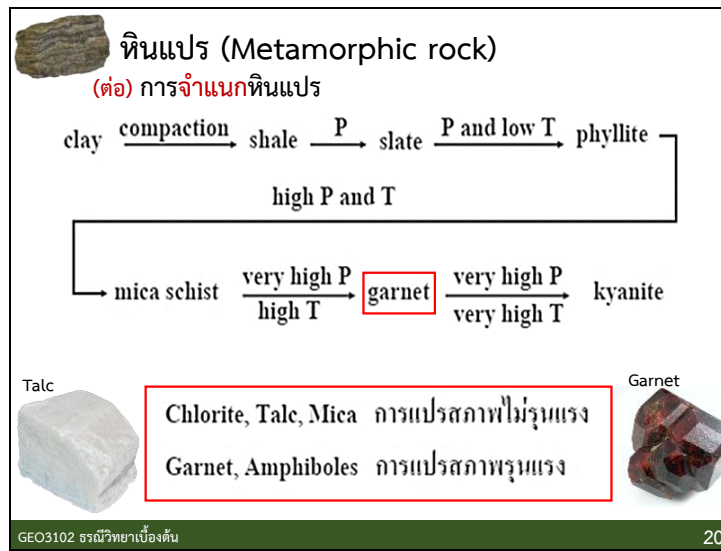 หินแปร (Metamorphic rock)
(ต่อ) การจำแนกหินแปร
clay compaction shale P slate P and low T phyllite
high P and T
mica schist very high P high T garnet very high P very high T kyanite
Talc
Garnet
Chlorite, Talc, Mica การแปรสภาพไม่รุนแรง
Garnet, Amphiboles การแปรสภาพรุนแรง
GEO3102 ธรณีวิทยาเบื้องต้น
20